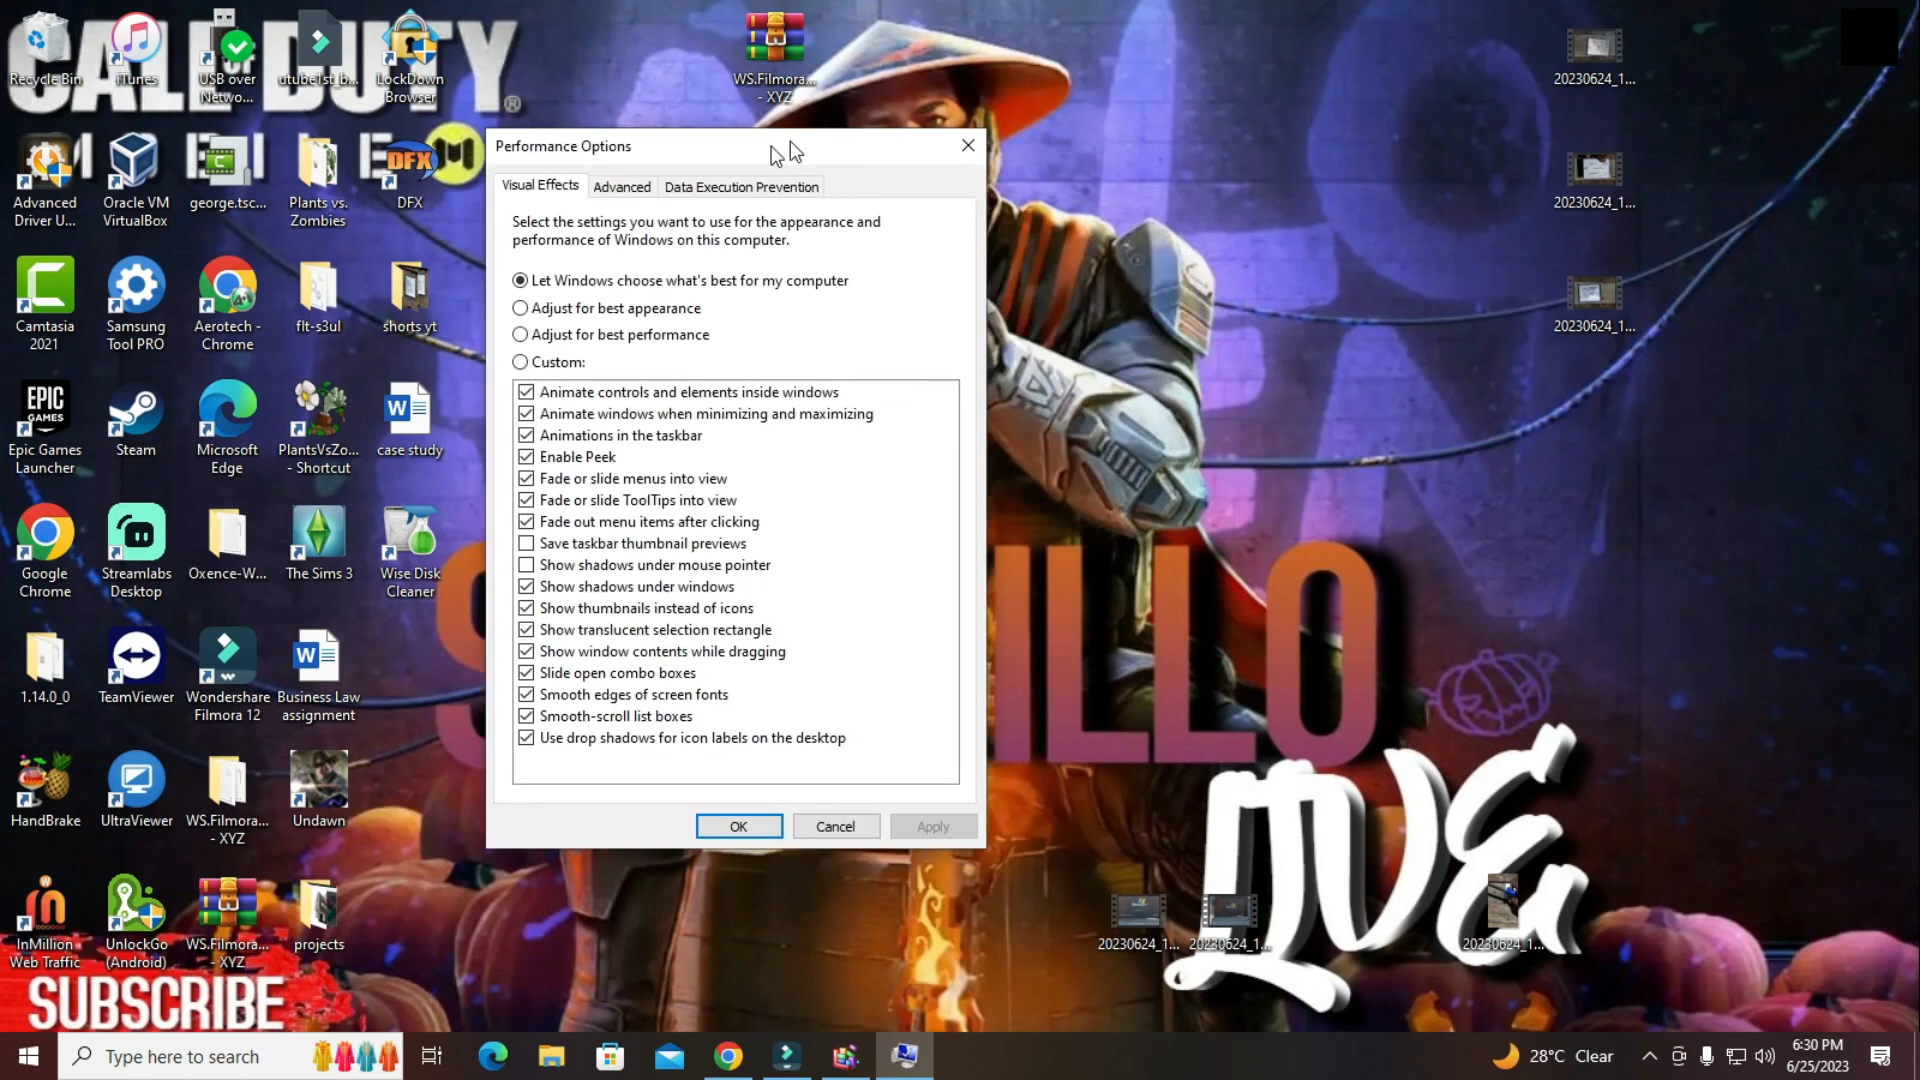 CALL OF DUTY®
Recycle Bin
iTunes
USB over
Netwo...
utube1st_b...
LockDown
Browser
WS.Filmora...
- XYZ
20230624_1...
20230624_1...
20230624_1...
Advanced
Driver U...
Oracle VM
VirtualBox
george.tsc...
Plants vs.
Zombies
DFX
DFX
Camtasia
2021
Samsung
Tool PRO
Aerotech -
Chrome
flt-s3ul
shorts yt
EPIC
GAMES
Epic Games
Launcher
Steam
Microsoft
Edge
PlantsVsZo...
- Shortcut
case study
Google
Chrome
Streamlabs
Desktop
Oxence-W...
The Sims 3
Wise Disk
Cleaner
1.14.0_0
TeamViewer
Wondershare
Filmora 12
Business Law
assignment
HandBrake
UltraViewer
WS.Filmora...
- XYZ
Undawn
InMillion
Web Traffic
UnlockGo
(Android)
WS.Filmora...
- XYZ
projects
SUBSCRIBE
Performance Options
Visual Effects
Advanced
Data Execution Prevention
Select the settings you want to use for the appearance and
performance of Windows on this computer.
Let Windows choose what's best for my computer
Adjust for best appearance
Adjust for best performance
Custom:
Animate controls and elements inside windows
Animate windows when minimizing and maximizing
Animations in the taskbar
Enable Peek
Fade or slide menus into view
Fade or slide ToolTips into view
Fade out menu items after clicking
Save taskbar thumbnail previews
Show shadows under mouse pointer
Show shadows under windows
Show thumbnails instead of icons
Show translucent selection rectangle
Show window contents while dragging
Slide open combo boxes
Smooth edges of screen fonts
Smooth-scroll list boxes
Use drop shadows for icon labels on the desktop
OK
Cancel
Apply
ILLO
LIVE
20230624_1...
20230624_1...
20230624_1...
Type here to search
28°C Clear
6:30 PM
6/25/2023